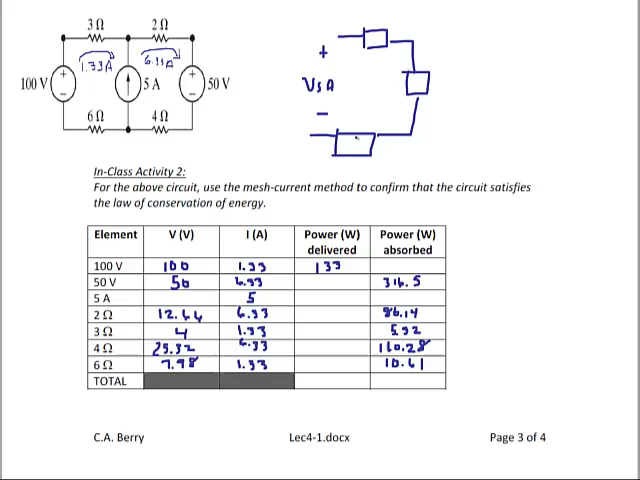 3 Ω 2 Ω
1.33A 6.33A
100 V 5 A 50 V
6 Ω 4 Ω
+
V5A
−
In-Class Activity 2:
For the above circuit, use the mesh-current method to confirm that the circuit satisfies
the law of conservation of energy.
Element V (V) I (A) Power (W) delivered Power (W) absorbed
100 V 100 1.33 133
50 V 50 6.33 316.5
5 A 5
2 Ω 12.66 6.33 80.14
3 Ω 4 1.33 5.32
4 Ω 25.32 6.33 160.28
6 Ω 7.98 1.33 10.61
TOTAL
C.A. Berry Lec4-1.docx Page 3 of 4